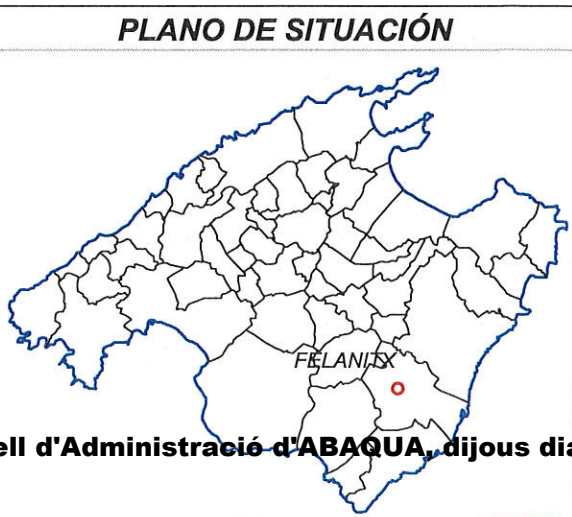 PLANO DE SITUACIÓN
FELANITX
ell d'Administració d'ABAQUA, dijous dia